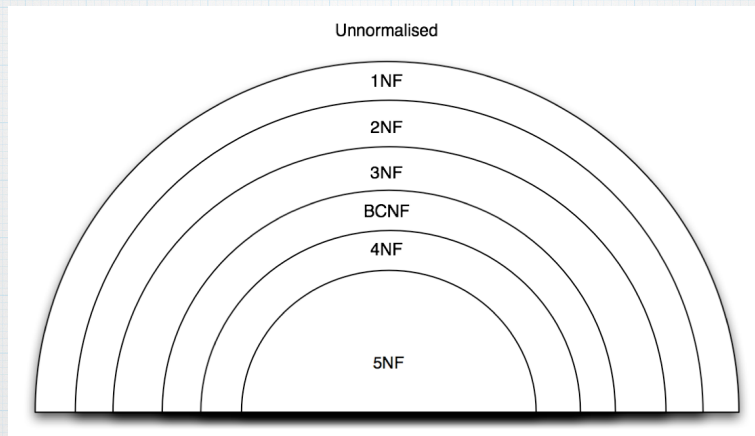 Unnormalised
1NF
2NF
3NF
BCNF
4NF
5NF